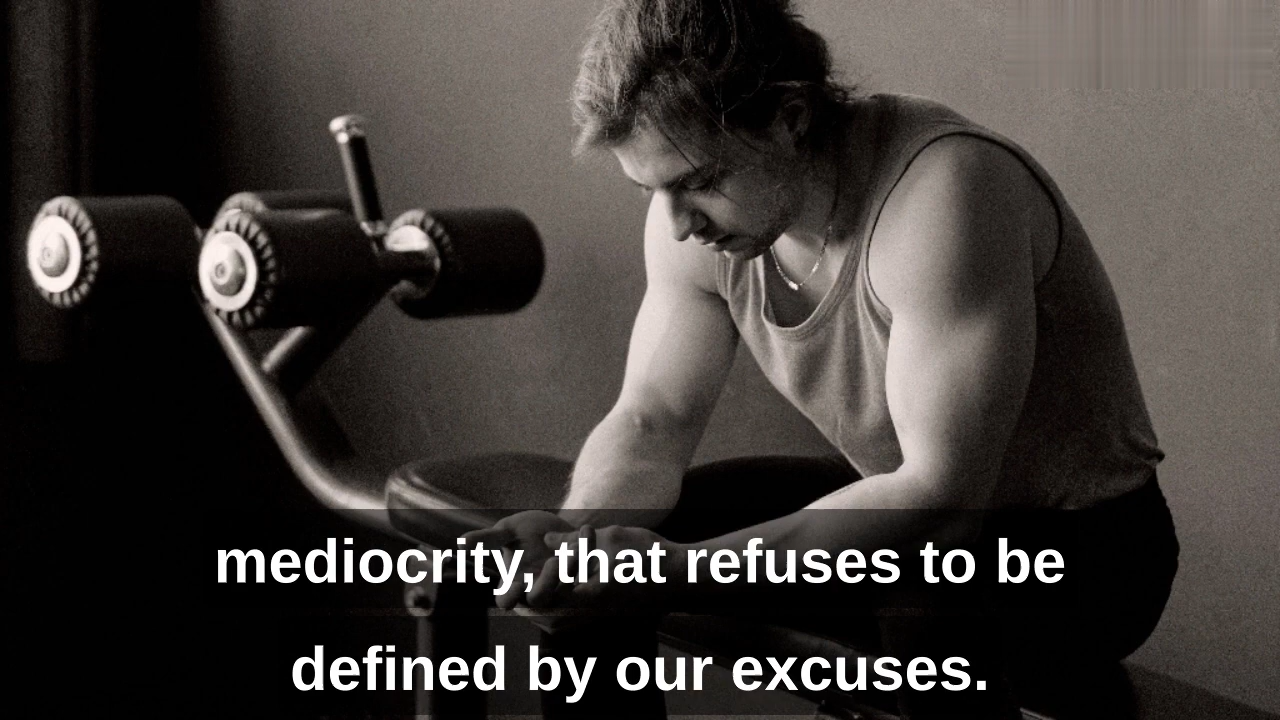 mediocrity, that refuses to be
defined by our excuses.